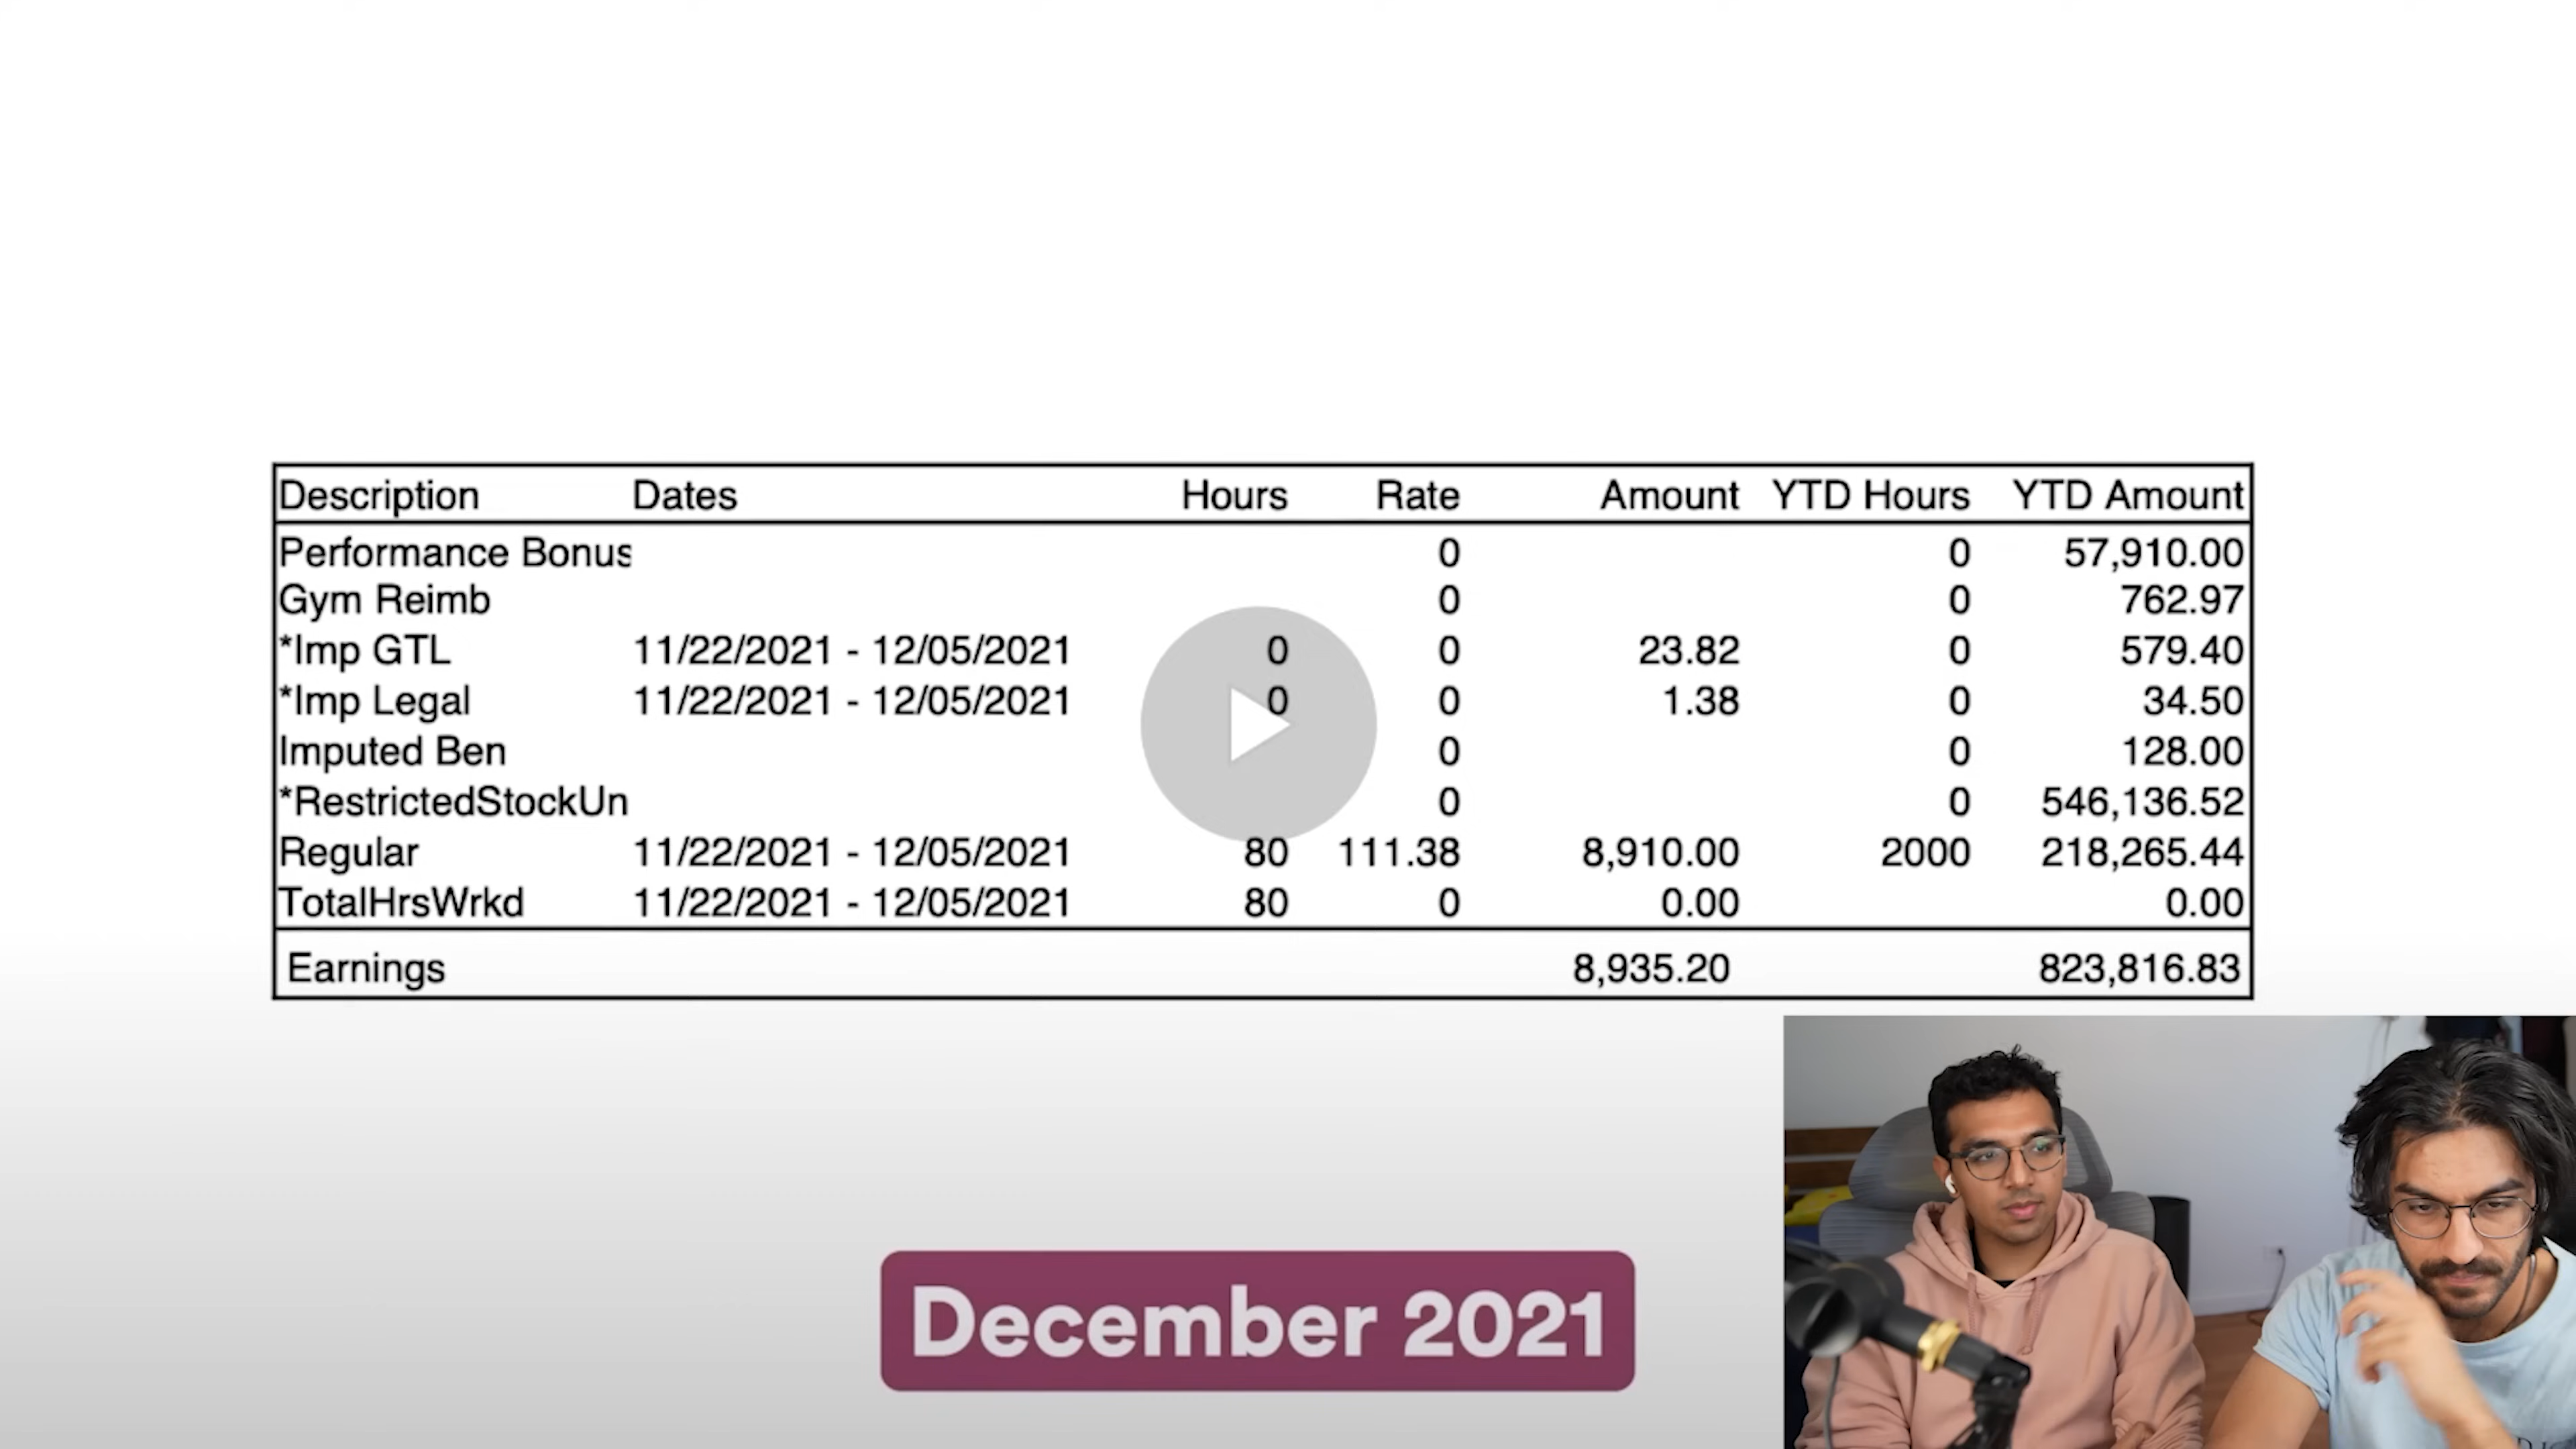 Description Dates Hours Rate Amount YTD Hours YTD Amount
Performance Bonus 0 0 57,910.00
Gym Reimb 0 0 762.97
*Imp GTL 11/22/2021 - 12/05/2021 0 0 23.82 0 579.40
*Imp Legal 11/22/2021 - 12/05/2021 0 0 1.38 0 34.50
Imputed Ben 0 0 128.00
*RestrictedStockUn 0 0 546,136.52
Regular 11/22/2021 - 12/05/2021 80 111.38 8,910.00 2000 218,265.44
TotalHrsWrkd 11/22/2021 - 12/05/2021 80 0 0.00 0.00
Earnings 8,935.20 823,816.83
December 2021